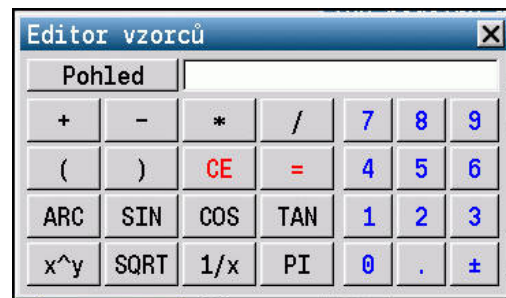 Editor vzorců
Pohled
+ - * / 7 8 9
( ) CE = 4 5 6
ARC SIN COS TAN 1 2 3
x^y SQRT 1/x PI 0 . ±